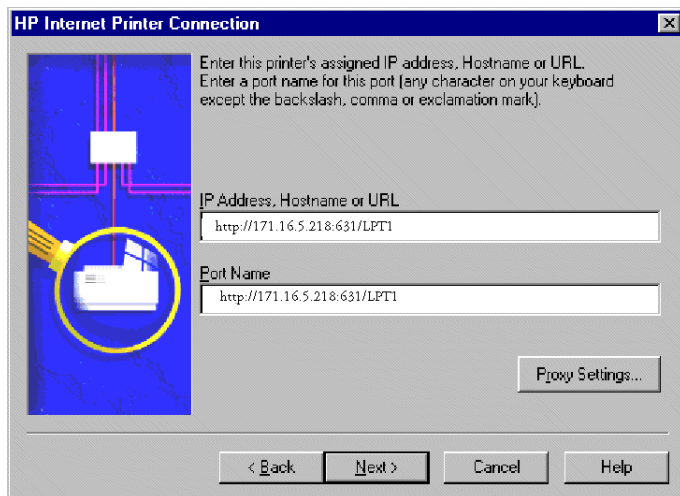 HP Internet Printer Connection
Enter this printer's assigned IP address, Hostname or URL.
Enter a port name for this port (any character on your keyboard
except the backslash, comma or exclamation mark).
IP Address, Hostname or URL
http://171.16.5.218:631/LPT1
Port Name
http://171.16.5.218:631/LPT1
Proxy Settings...
< Back
Next >
Cancel
Help